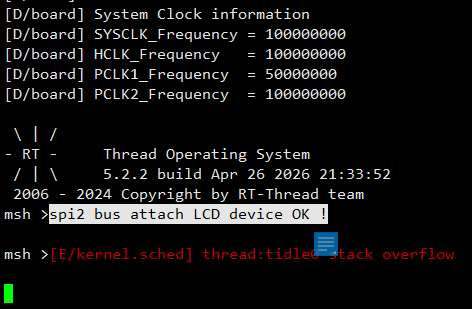 [D/board] System Clock information
[D/board] SYSCLK_Frequency = 100000000
[D/board] HCLK_Frequency   = 100000000
[D/board] PCLK1_Frequency  = 50000000
[D/board] PCLK2_Frequency  = 100000000

 \ | /
- RT -     Thread Operating System
 / | \     5.2.2 build Apr 26 2026 21:33:52
 2006 - 2024 Copyright by RT-Thread team
msh >spi2 bus attach LCD device OK !

msh >[E/kernel.sched] thread:tidle0 stack overflow